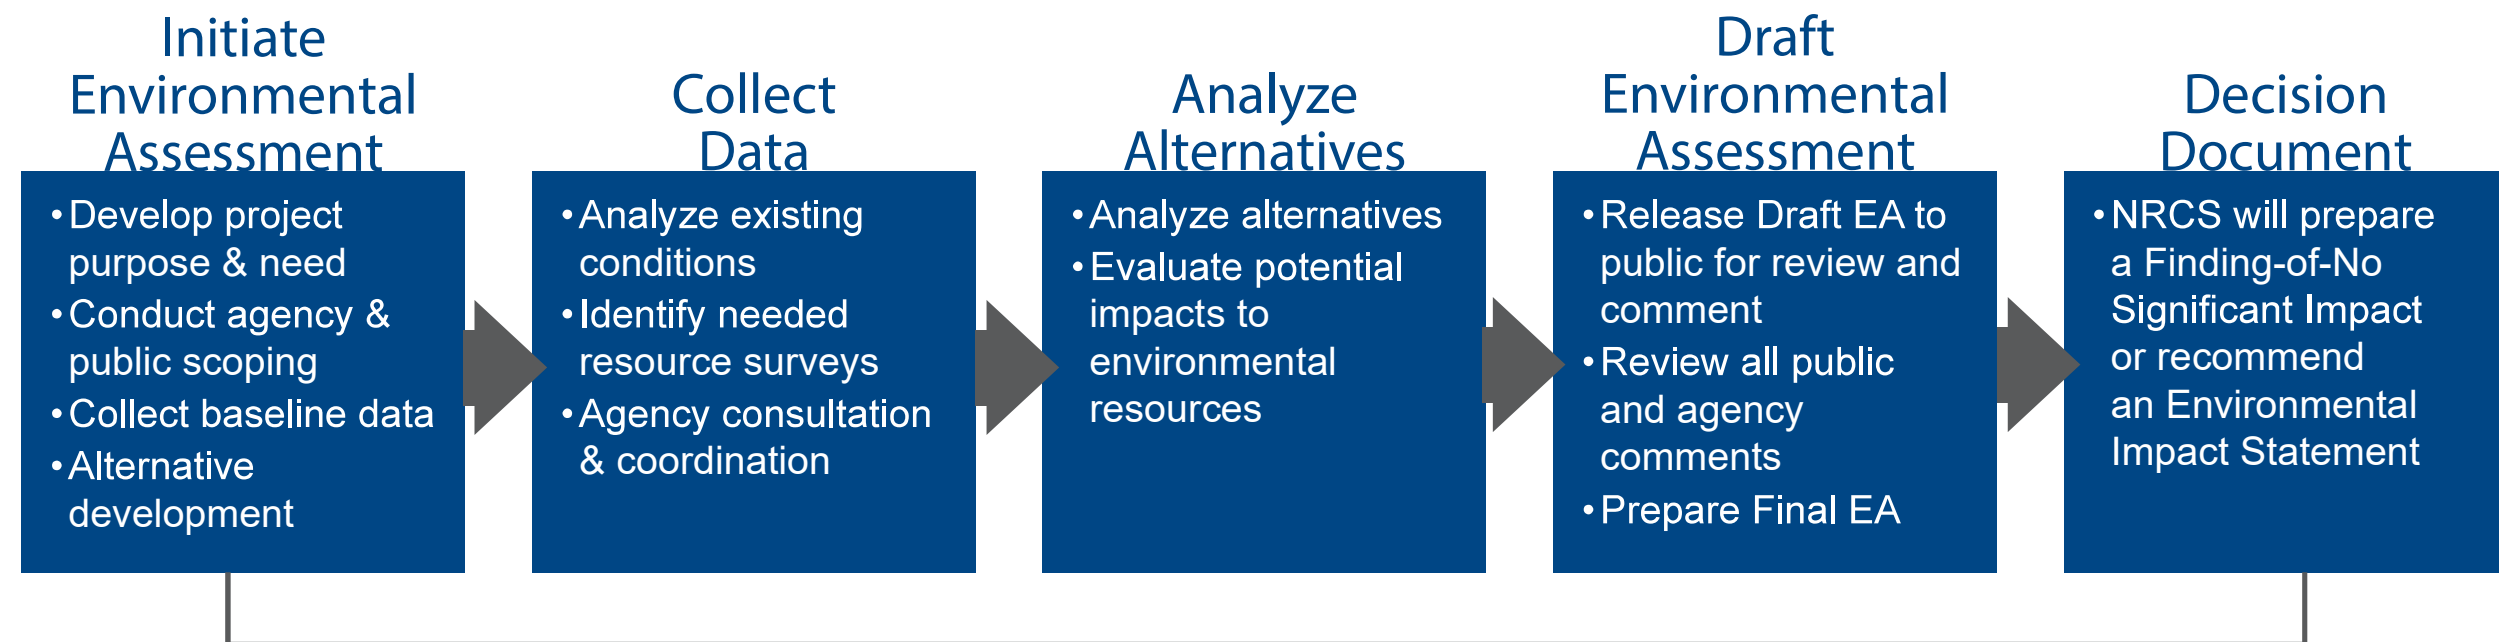 Initiate
Environmental
Assessment
• Develop project
purpose & need
• Conduct agency &
public scoping
• Collect baseline data
• Alternative
development
Collect
Data
• Analyze existing
conditions
• Identify needed
resource surveys
• Agency consultation
& coordination
Analyze
Alternatives
• Analyze alternatives
• Evaluate potential
impacts to
environmental
resources
Draft
Environmental
Assessment
• Release Draft EA to
public for review and
comment
• Review all public
and agency
comments
• Prepare Final EA
Decision
Document
• NRCS will prepare
a Finding-of-No
Significant Impact
or recommend
an Environmental
Impact Statement